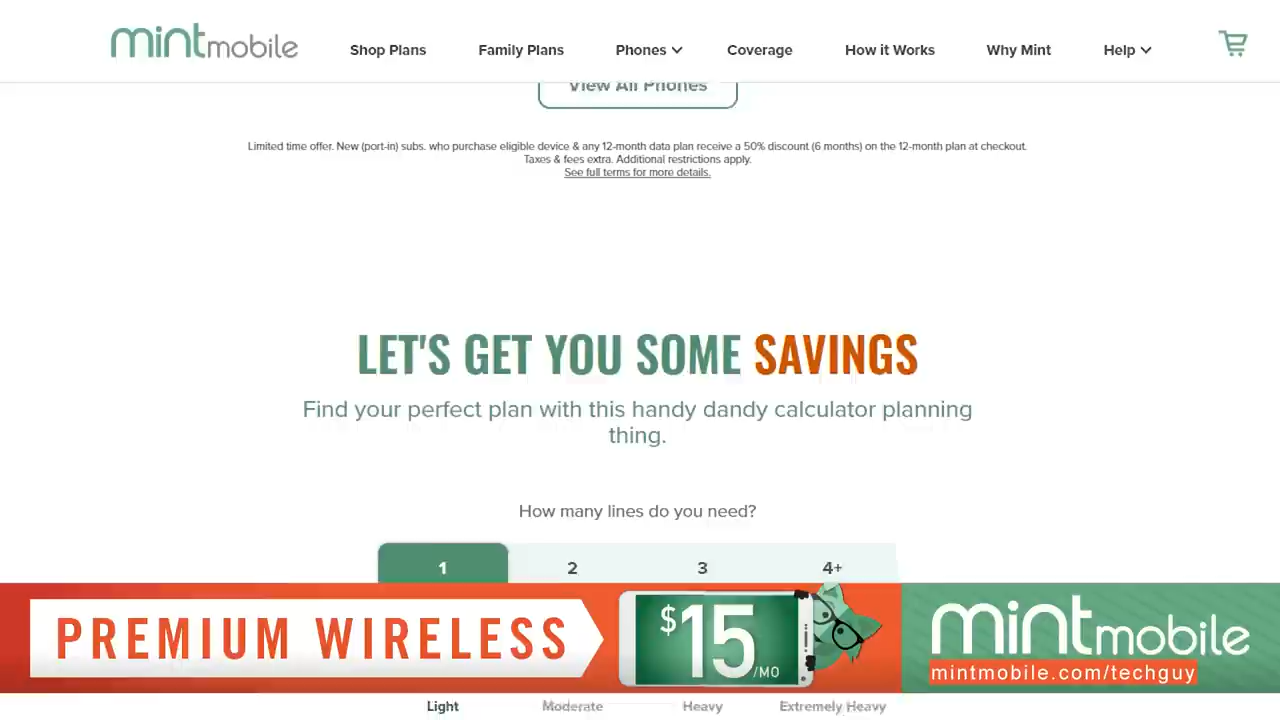 mintmobile
Shop Plans
Family Plans
Phones
Coverage
How it Works
Why Mint
Help
View All Phones
Limited time offer. New (port-in) subs. who purchase eligible device & any 12-month data plan receive a 50% discount (6 months) on the 12-month plan at checkout.
Taxes & fees extra. Additional restrictions apply.
See full terms for more details.
LET'S GET YOU SOME SAVINGS
Find your perfect plan with this handy dandy calculator planning
thing.
How many lines do you need?
1 2 3 4+
PREMIUM WIRELESS
$15/MO
mintmobile
mintmobile.com/techguy
Light Moderate Heavy Extremely Heavy